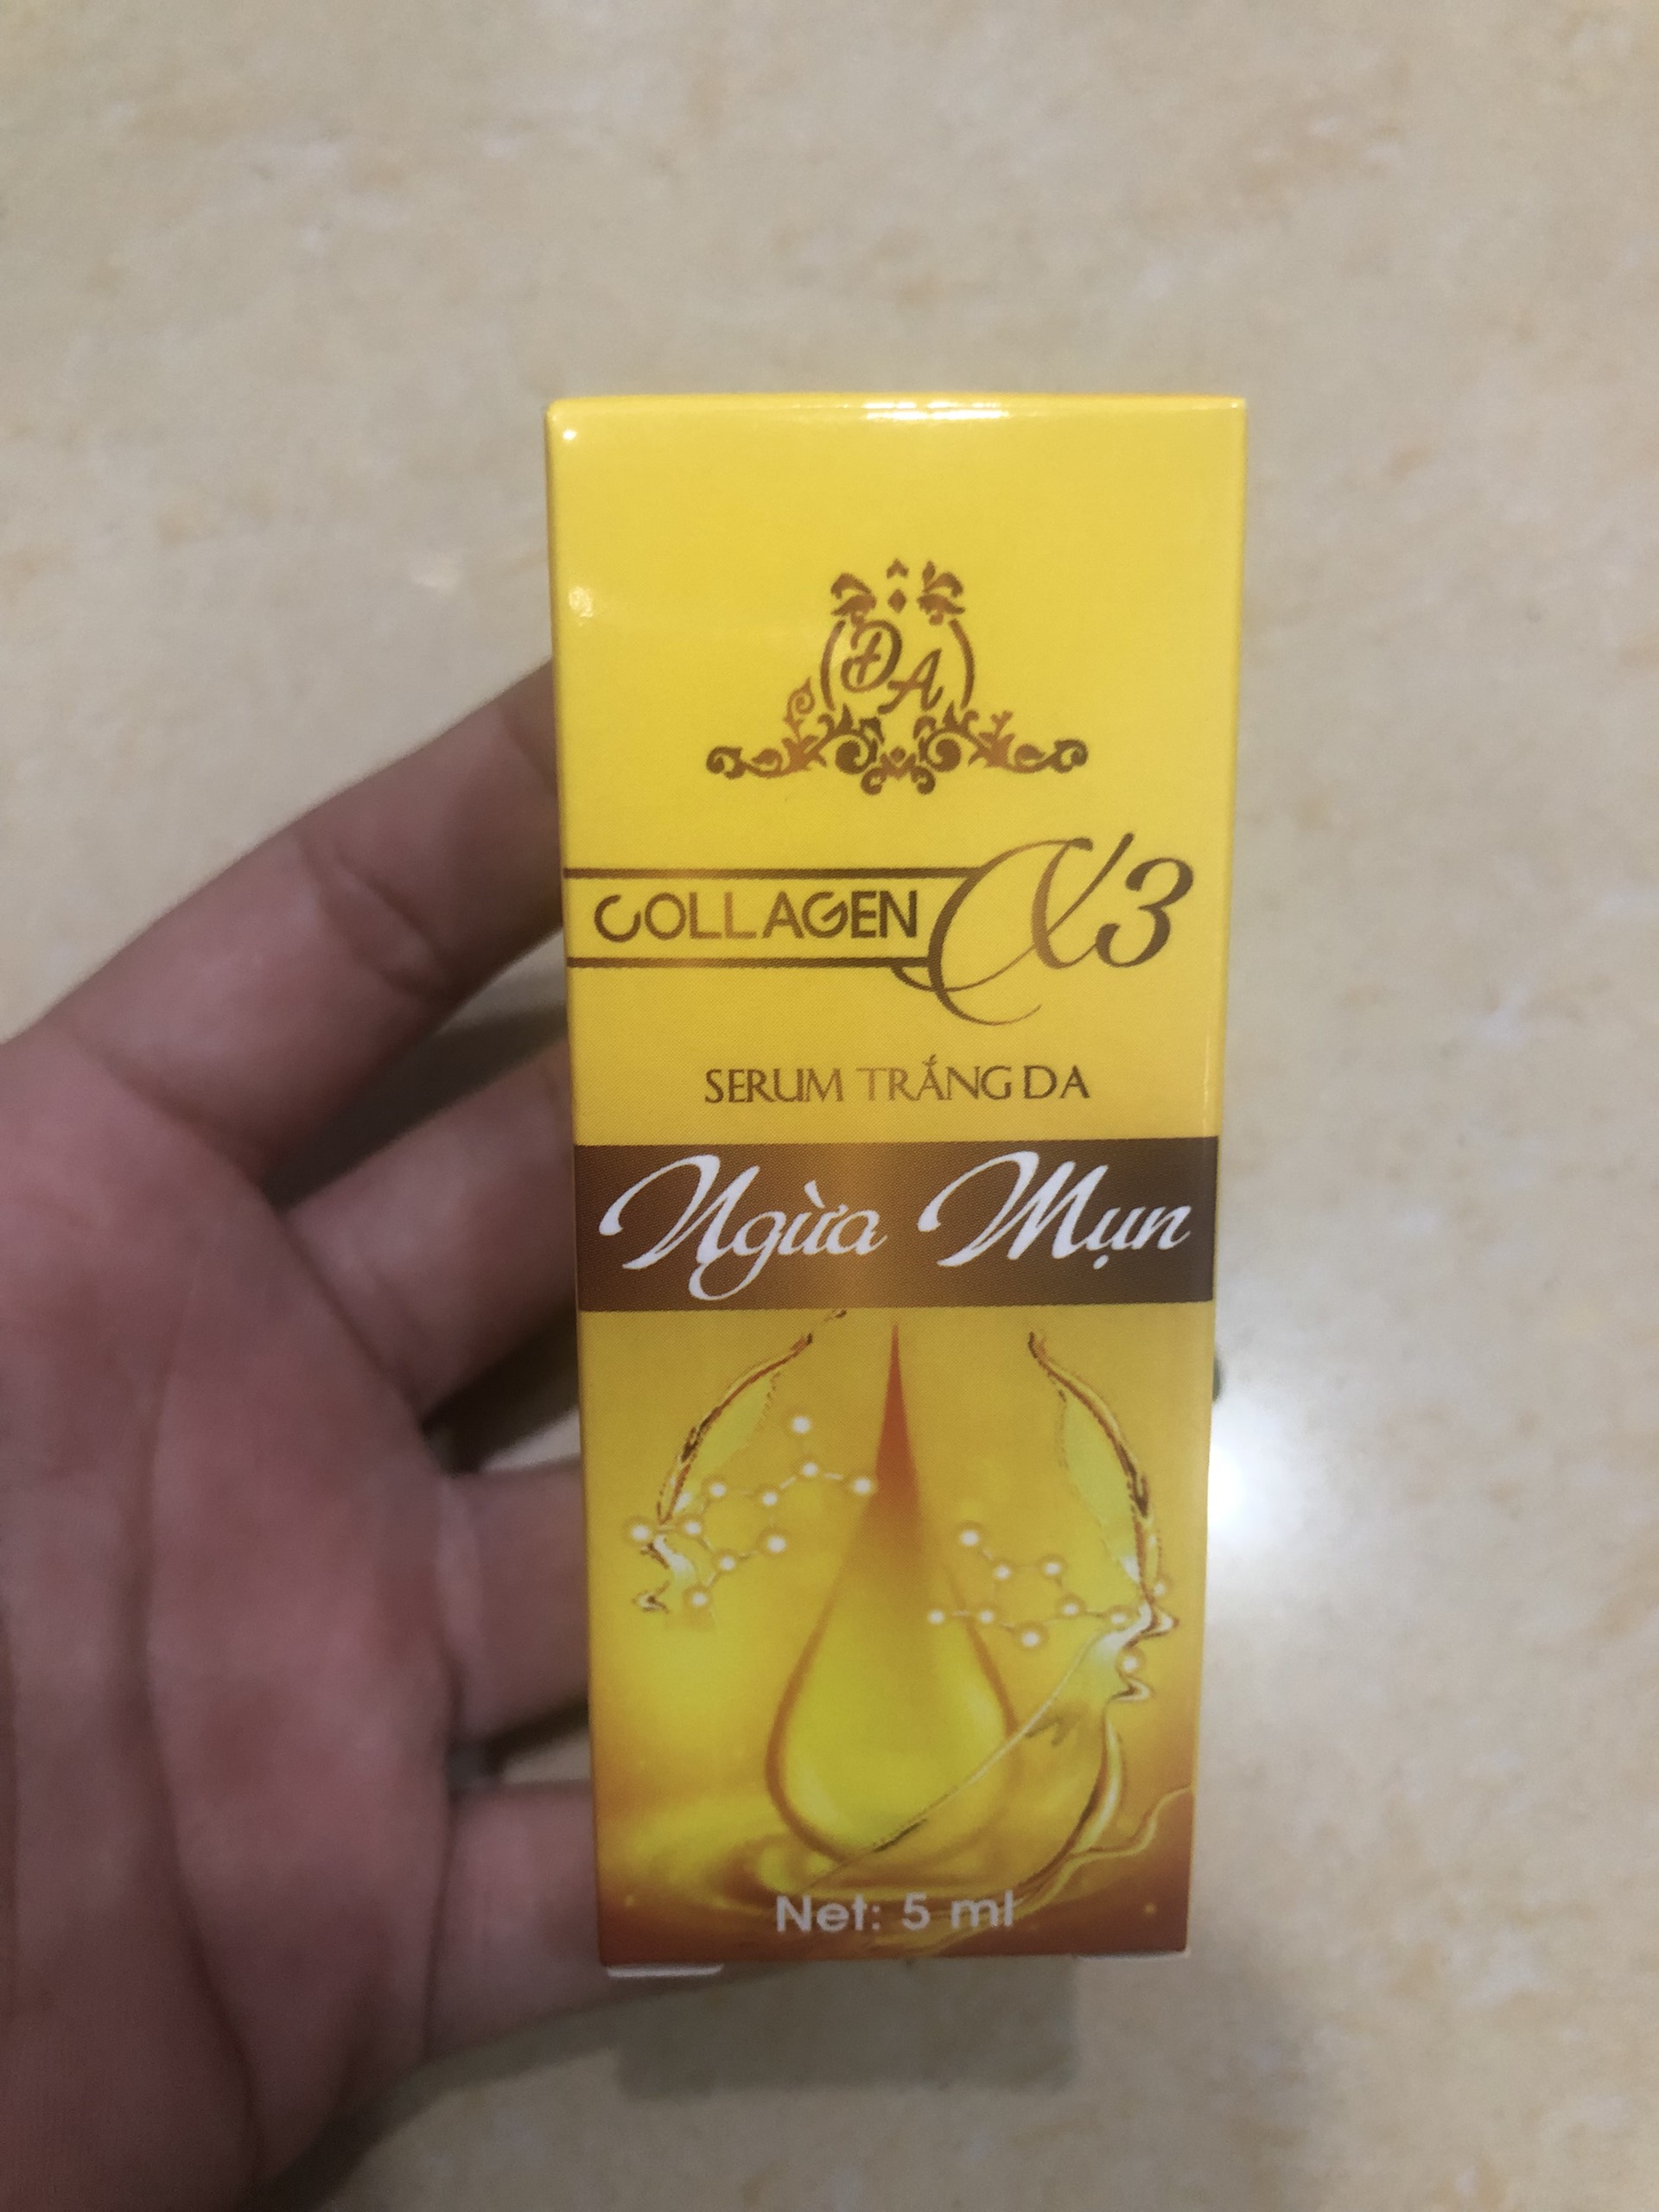 ĐA
COLLAGEN X3
SERUM TRẮNG DA
Ngừa Mụn
Net: 5 ml